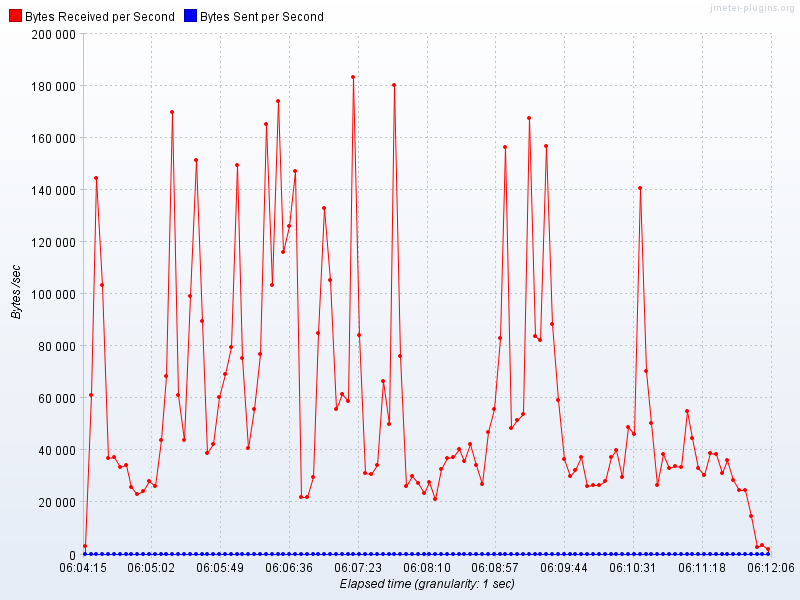 jmeter-plugins.org
Bytes Received per Second Bytes Sent per Second
200 000
180 000
160 000
140 000
120 000
100 000
80 000
60 000
40 000
20 000
0
Bytes /sec
06:04:15 06:05:02 06:05:49 06:06:36 06:07:23 06:08:10 06:08:57 06:09:44 06:10:31 06:11:18 06:12:06
Elapsed time (granularity: 1 sec)